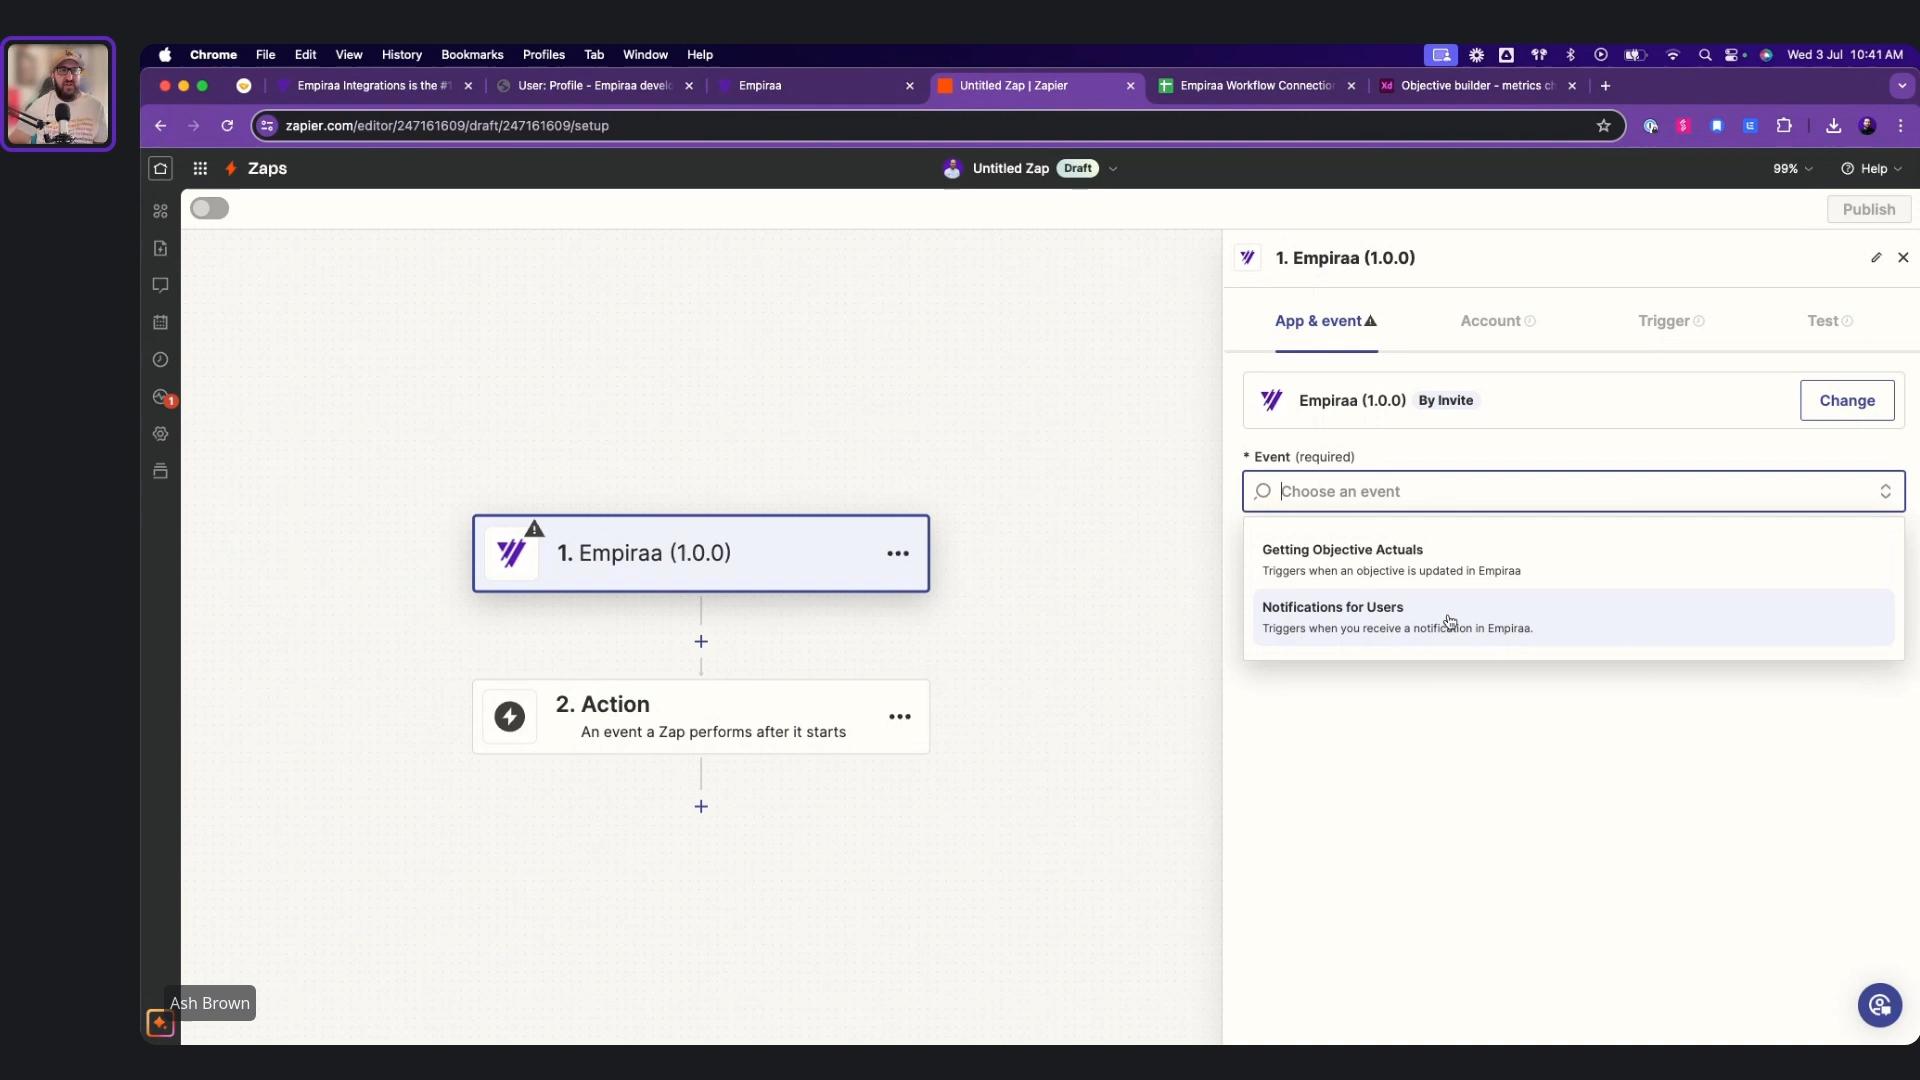 Chrome File Edit View History Bookmarks Profiles Tab Window Help Wed 3 Jul 10:41 AM
Empiraa Integrations is the #1 User: Profile - Empiraa develo Empiraa Untitled Zap | Zapier Empiraa Workflow Connectio Xd Objective builder - metrics ch
zapier.com/editor/247161609/draft/247161609/setup
Zaps Untitled Zap Draft 99% Help
Publish
1. Empiraa (1.0.0)
App & event Account Trigger Test
Empiraa (1.0.0) By Invite Change
1
* Event (required)
Choose an event
Getting Objective Actuals
Triggers when an objective is updated in Empiraa
Notifications for Users
Triggers when you receive a notification in Empiraa.
1. Empiraa (1.0.0)
2. Action
An event a Zap performs after it starts
Ash Brown